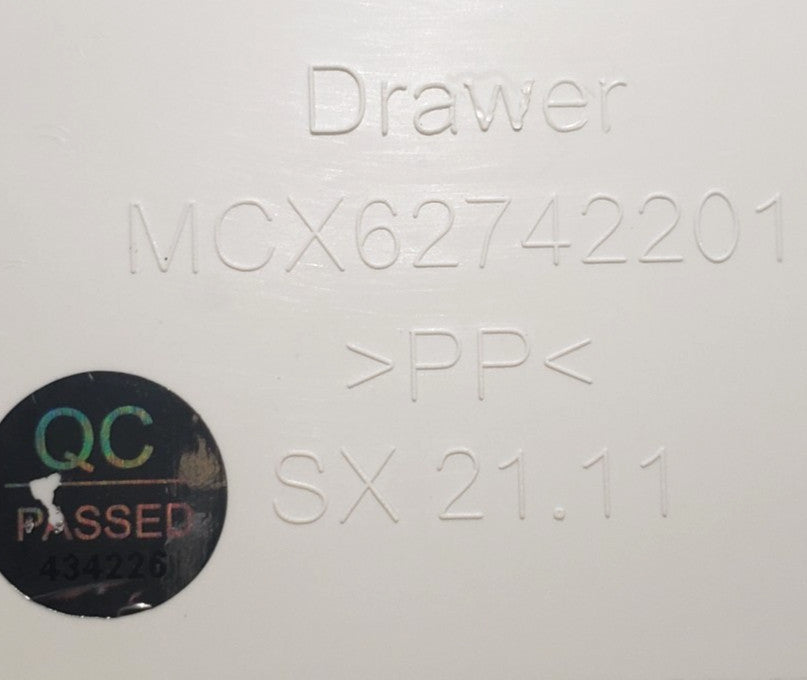 Drawer
MCX62742201
>PP<
SX 21.11
QC
PASSED
434226